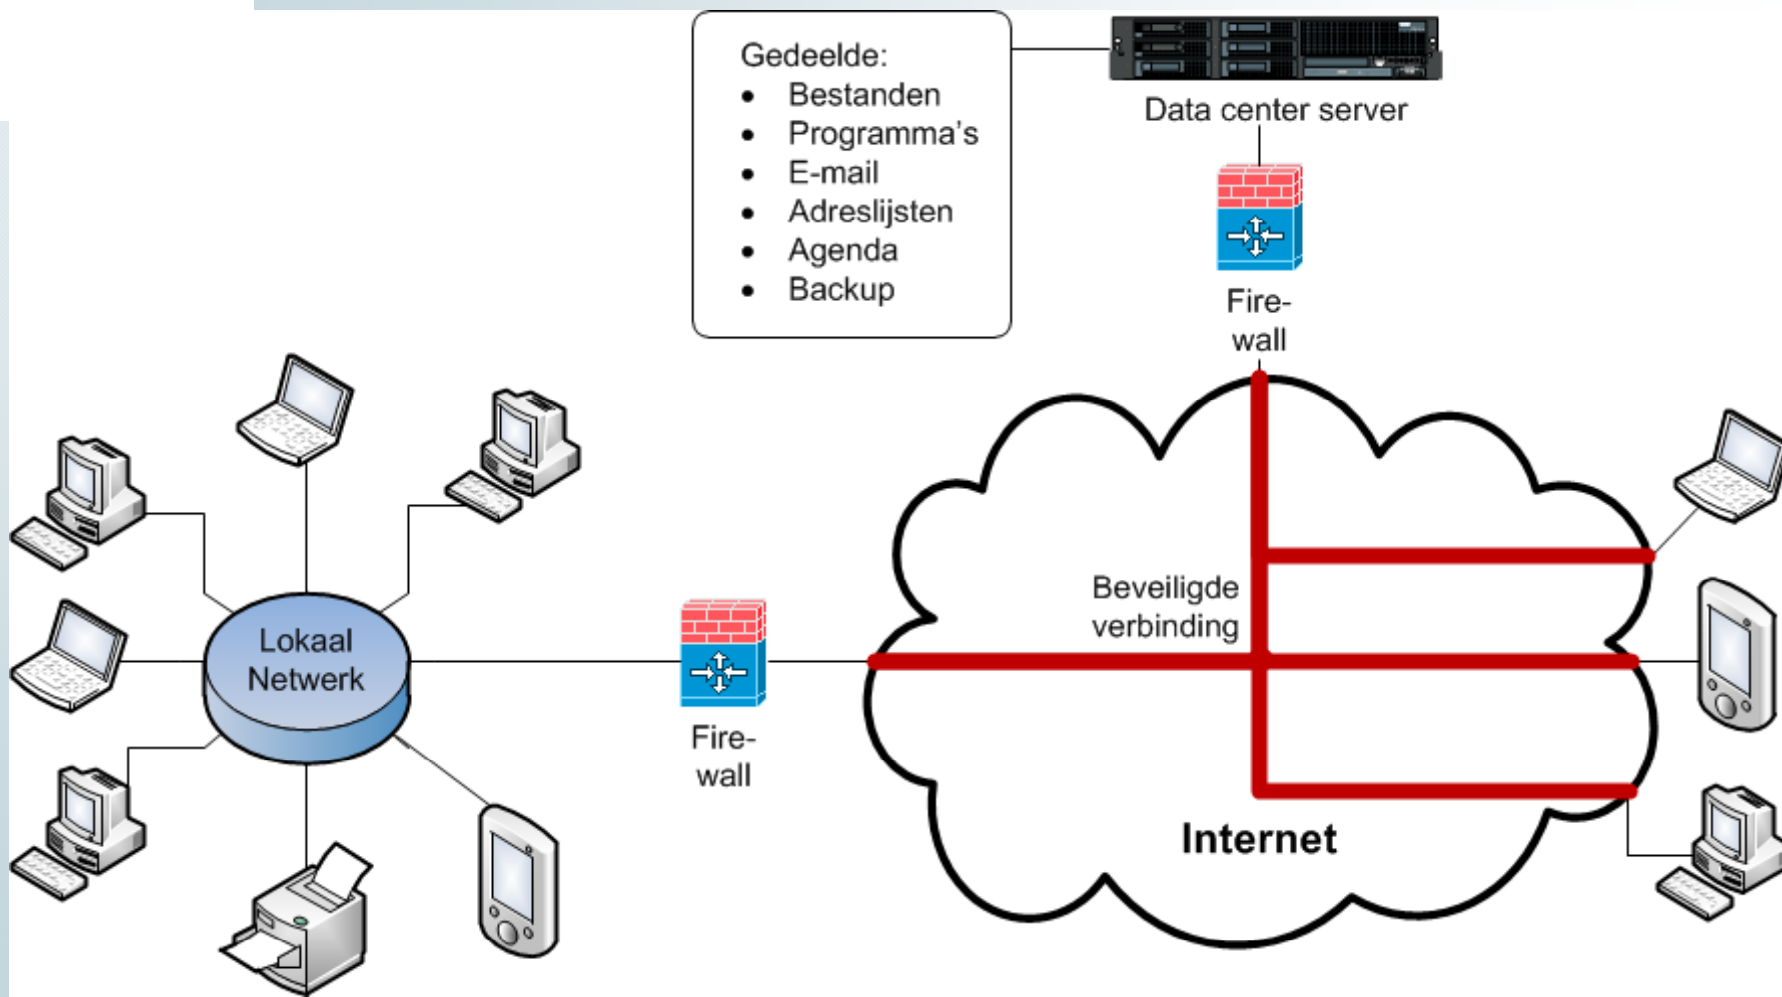 Gedeelde:
• Bestanden
• Programma's
• E-mail
• Adreslijsten
• Agenda
• Backup
Data center server
Fire-
wall
Lokaal
Netwerk
Fire-
wall
Beveiligde
verbinding
Internet